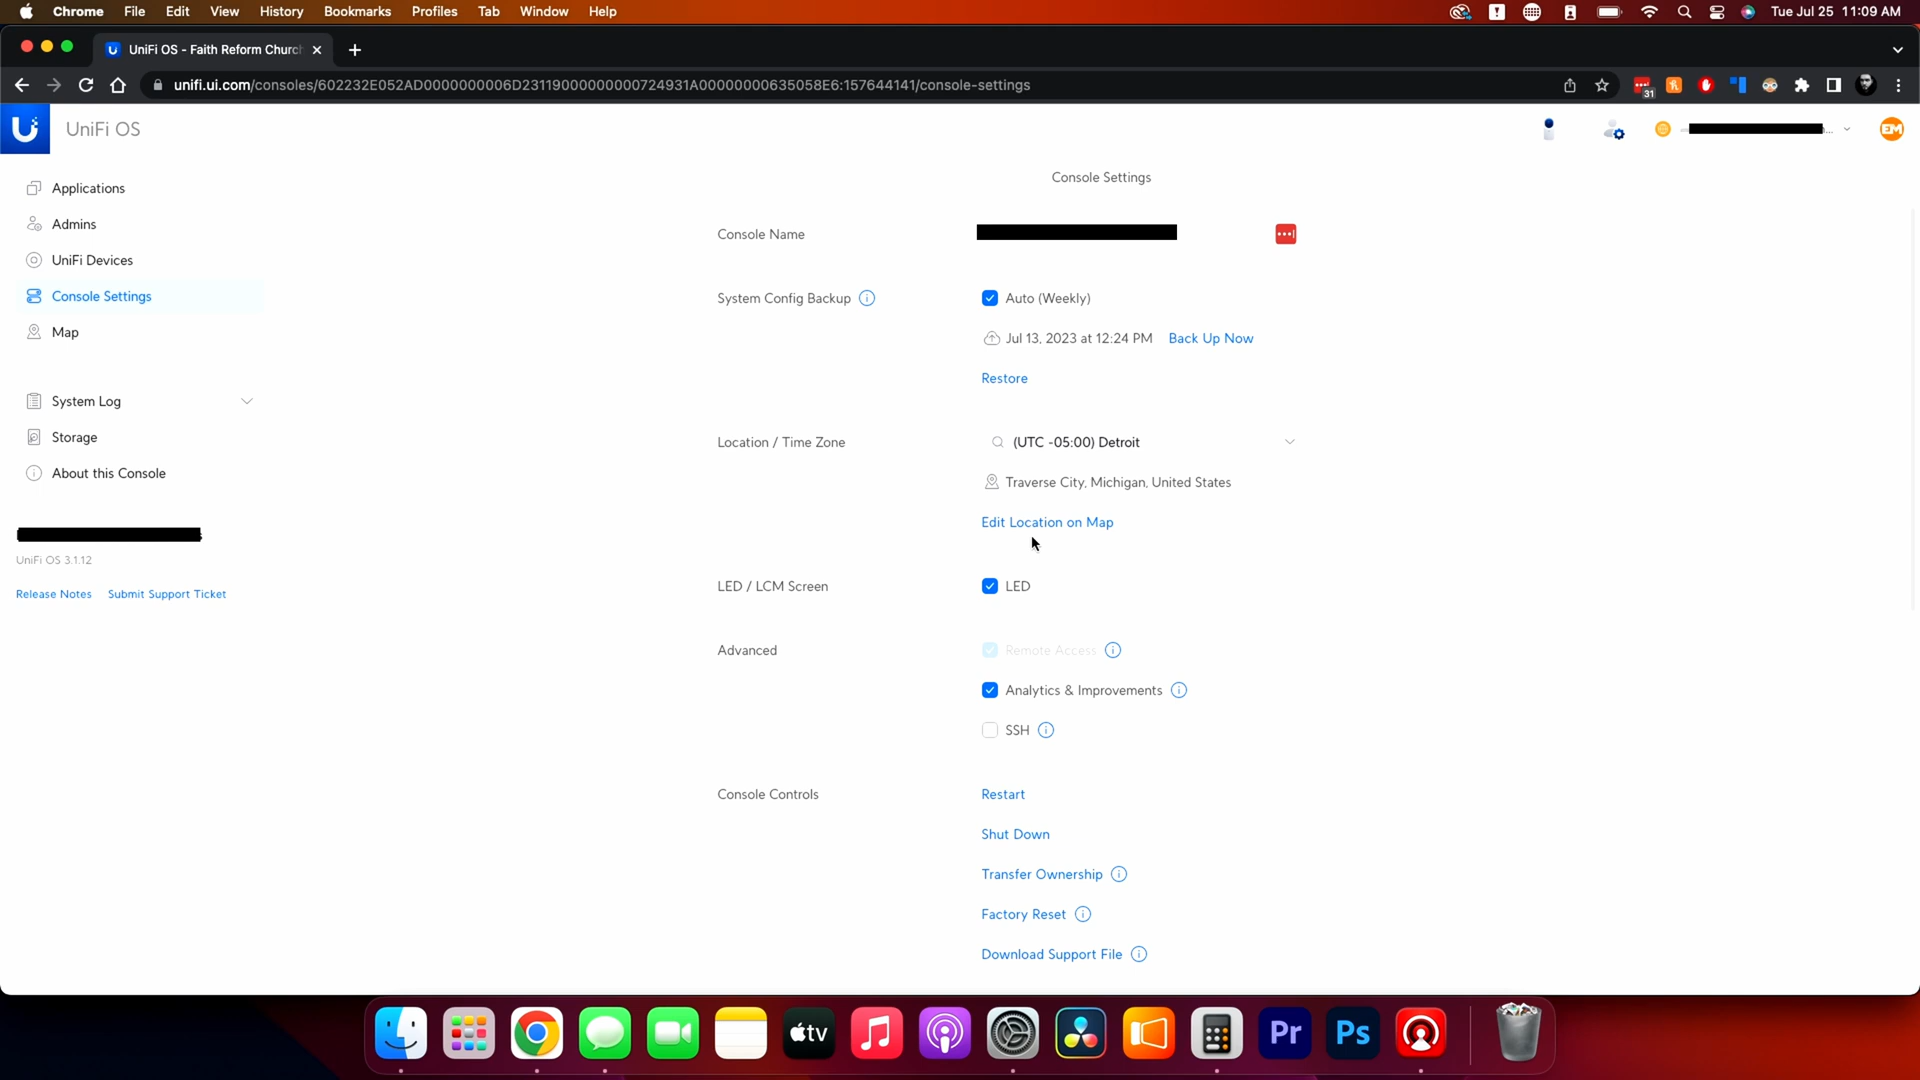 Chrome File Edit View History Bookmarks Profiles Tab Window Help Tue Jul 25 11:09 AM
UniFi OS - Faith Reform Church
unifi.ui.com/consoles/602232E052AD0000000006D23119000000000724931A00000000635058E6:157644141/console-settings
31
UniFi OS
... EM
Console Settings
Applications
Admins
UniFi Devices
Console Settings
Map
System Log
Storage
About this Console
UniFi OS 3.1.12
Release Notes Submit Support Ticket
Console Name
System Config Backup Auto (Weekly)
Jul 13, 2023 at 12:24 PM Back Up Now
Restore
Location / Time Zone (UTC -05:00) Detroit
Traverse City, Michigan, United States
Edit Location on Map
LED / LCM Screen LED
Advanced Remote Access
Analytics & Improvements
SSH
Console Controls Restart
Shut Down
Transfer Ownership
Factory Reset
Download Support File
tv Pr Ps